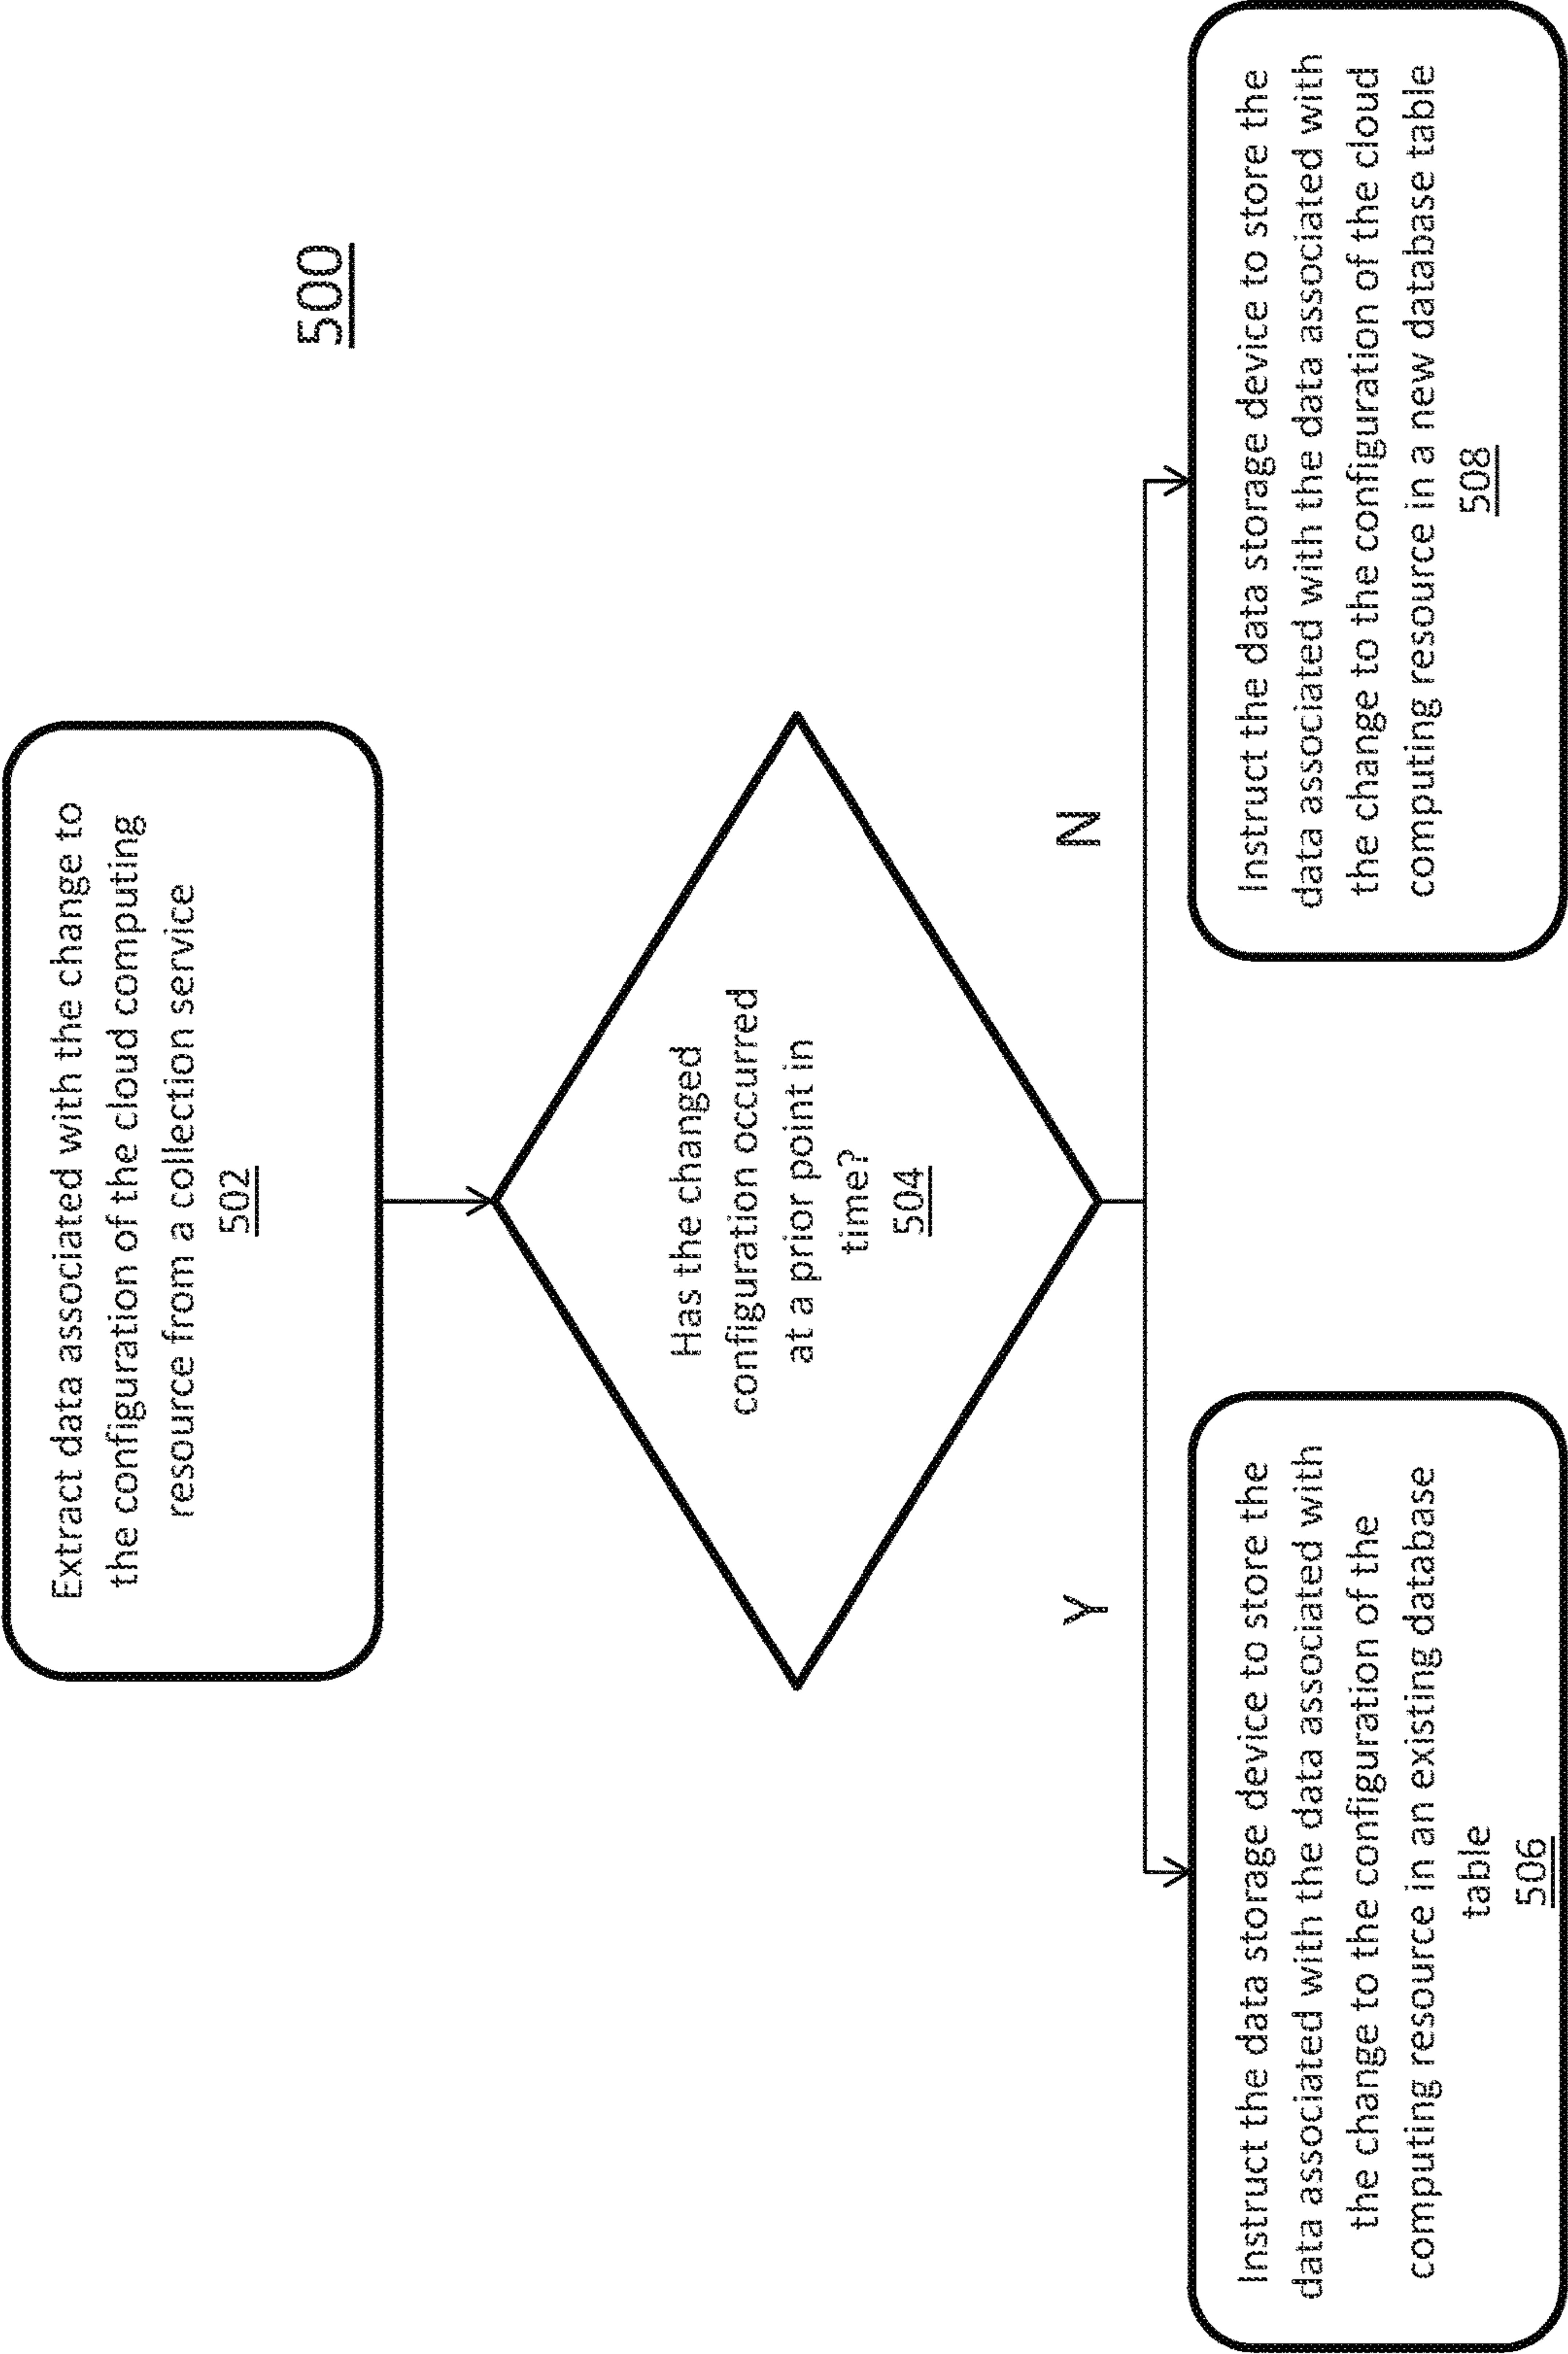 500
Extract data associated with the change to
the configuration of the cloud computing
resource from a collection service
502
Has the changed
configuration occurred
at a prior point in
time?
504
Y
N
Instruct the data storage device to store the
data associated with the data associated with
the change to the configuration of the
computing resource in an existing database
table
506
Instruct the data storage device to store the
data associated with the data associated with
the change to the configuration of the cloud
computing resource in a new database table
508